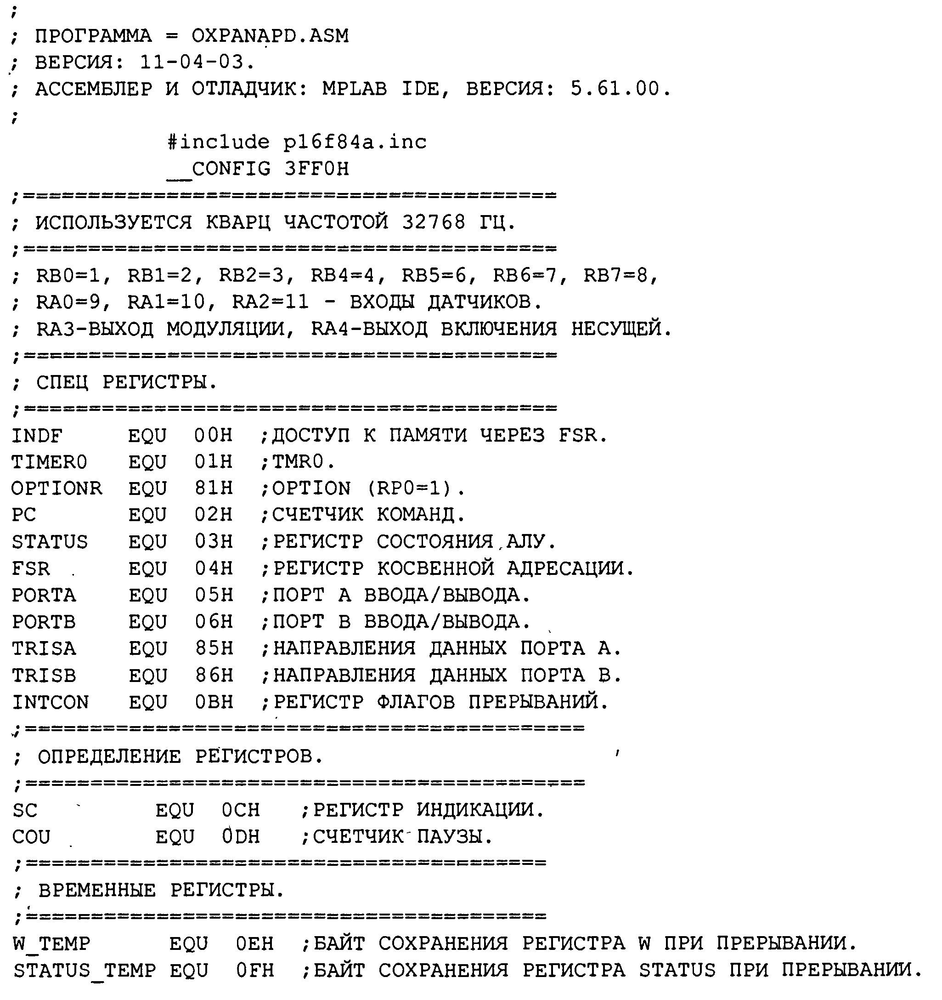 ;
; ПРОГРАММА = OXPANAPD.ASM
; ВЕРСИЯ: 11-04-03.
; АССЕМБЛЕР И ОТЛАДЧИК: MPLAB IDE, ВЕРСИЯ: 5.61.00.
;
#include p16f84a.inc
__CONFIG 3FF0H
;=========================================
; ИСПОЛЬЗУЕТСЯ КВАРЦ ЧАСТОТОЙ 32768 ГЦ.
;=========================================
; RB0=1, RB1=2, RB2=3, RB4=4, RB5=6, RB6=7, RB7=8,
; RA0=9, RA1=10, RA2=11 - ВХОДЫ ДАТЧИКОВ.
; RA3-ВЫХОД МОДУЛЯЦИИ, RA4-ВЫХОД ВКЛЮЧЕНИЯ НЕСУЩЕЙ.
;=========================================
; СПЕЦ РЕГИСТРЫ.
;=========================================
INDF     EQU  00H  ;ДОСТУП К ПАМЯТИ ЧЕРЕЗ FSR.
TIMER0   EQU  01H  ;TMR0.
OPTIONR  EQU  81H  ;OPTION (RP0=1).
PC       EQU  02H  ;СЧЕТЧИК КОМАНД.
STATUS   EQU  03H  ;РЕГИСТР СОСТОЯНИЯ АЛУ.
FSR      EQU  04H  ;РЕГИСТР КОСВЕННОЙ АДРЕСАЦИИ.
PORTA    EQU  05H  ;ПОРТ А ВВОДА/ВЫВОДА.
PORTB    EQU  06H  ;ПОРТ В ВВОДА/ВЫВОДА.
TRISA    EQU  85H  ;НАПРАВЛЕНИЯ ДАННЫХ ПОРТА А.
TRISB    EQU  86H  ;НАПРАВЛЕНИЯ ДАННЫХ ПОРТА В.
INTCON   EQU  0BH  ;РЕГИСТР ФЛАГОВ ПРЕРЫВАНИЙ.
;===========================================
; ОПРЕДЕЛЕНИЕ РЕГИСТРОВ.
;===========================================
SC         EQU  0CH   ;РЕГИСТР ИНДИКАЦИИ.
COU        EQU  0DH   ;СЧЕТЧИК ПАУЗЫ.
;========================================
; ВРЕМЕННЫЕ РЕГИСТРЫ.
;========================================
W_TEMP      EQU  0EH  ;БАЙТ СОХРАНЕНИЯ РЕГИСТРА W ПРИ ПРЕРЫВАНИИ.
STATUS_TEMP EQU  0FH  ;БАЙТ СОХРАНЕНИЯ РЕГИСТРА STATUS ПРИ ПРЕРЫВАНИИ.